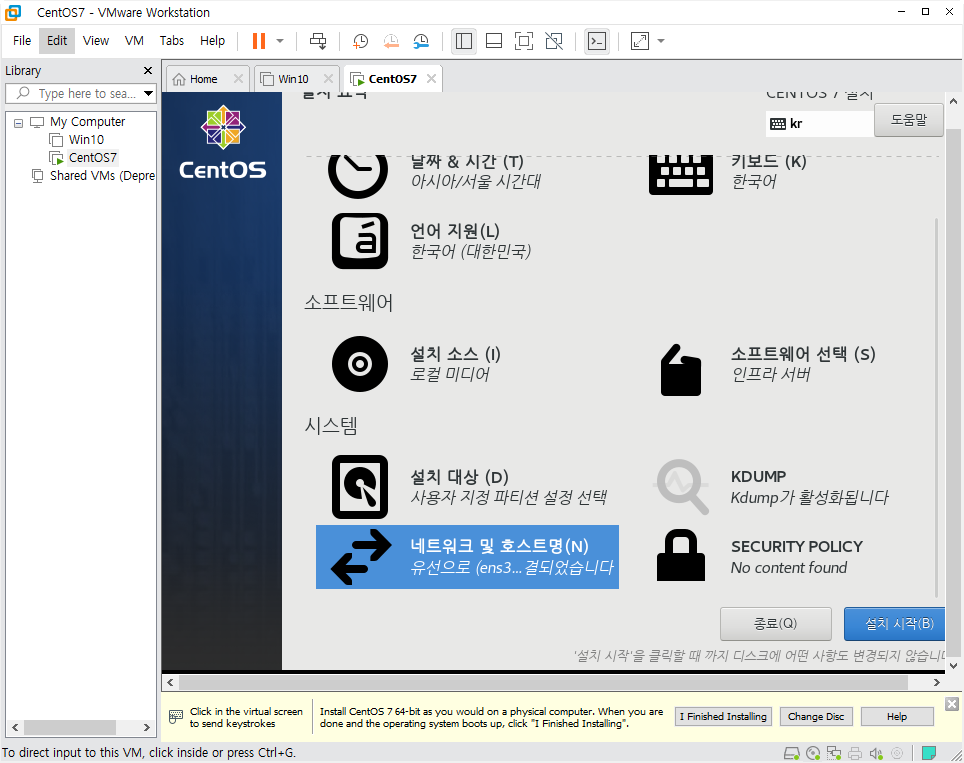 CentOS7 - VMware Workstation
File Edit View VM Tabs Help
Library
Type here to sea...
My Computer
Win10
CentOS7
Shared VMs (Depre
Home
Win10
CentOS7
CentOS
설치 요약
CENTOS 7 설치
kr
도움말
날짜 & 시간 (T)
아시아/서울 시간대
키보드 (K)
한국어
á
언어 지원(L)
한국어 (대한민국)
소프트웨어
설치 소스 (I)
로컬 미디어
소프트웨어 선택 (S)
인프라 서버
시스템
설치 대상 (D)
사용자 지정 파티션 설정 선택
KDUMP
Kdump가 활성화됩니다
네트워크 및 호스트명(N)
유선으로 (ens3...결되었습니다
SECURITY POLICY
No content found
종료(Q)
설치 시작(B)
'설치 시작'을 클릭할 때 까지 디스크에 어떤 사항도 변경되지 않습니
Click in the virtual screen
to send keystrokes
Install CentOS 7 64-bit as you would on a physical computer. When you are
done and the operating system boots up, click "I Finished Installing".
I Finished Installing
Change Disc
Help
To direct input to this VM, click inside or press Ctrl+G.